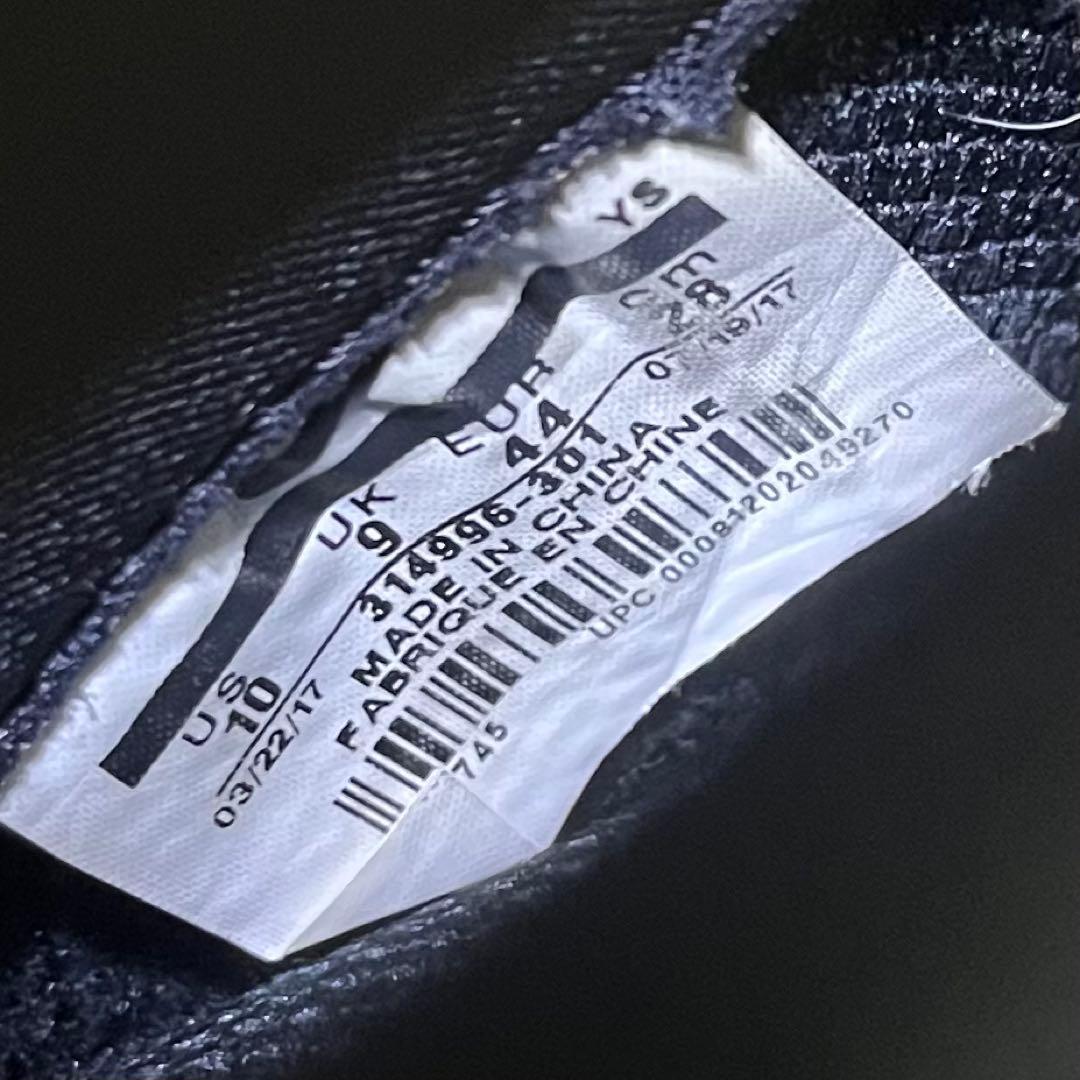 YS
US UK EUR cm
10 9 44 28
03/22/17 314996-301 07/19/17
MADE IN CHINA
FABRIQUE EN CHINE
UPC 00081202049270
745